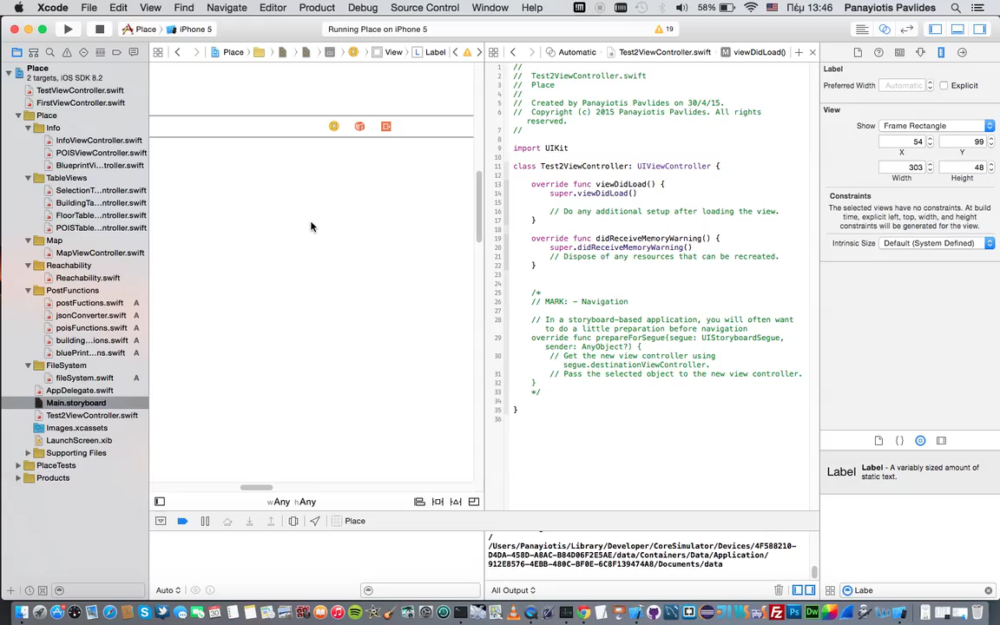 Xcode File Edit View Find Navigate Editor Product Debug Source Control Window Help 58% Πέμ 13:46 Panayiotis Pavlides
Place iPhone 5 Running Place on iPhone 5 19
Place View Label Automatic Test2ViewController.swift viewDidLoad()
Place
2 targets, iOS SDK 8.2
TestViewController.swift
FirstViewController.swift
Place
Info
InfoViewController.swift
POISViewController.swift
BlueprintVi...troller.swift
TableViews
SelectionT...ntroller.swift
BuildingTa...ntroller.swift
FloorTable...ntroller.swift
POISTable...ntroller.swift
Map
MapViewController.swift
Reachability
Reachability.swift
PostFunctions
postFuctions.swift A
jsonConverter.swift A
poisFunctions.swift A
building...ions.swift A
bluePrint...ns.swift A
FileSystem
fileSystem.swift A
AppDelegate.swift
Main.storyboard
Test2ViewController.swift
Images.xcassets
LaunchScreen.xib
Supporting Files
PlaceTests
Products
wAny hAny
Place
Auto
1 //
2 // Test2ViewController.swift
3 // Place
4 //
5 // Created by Panayiotis Pavlides on 30/4/15.
6 // Copyright (c) 2015 Panayiotis Pavlides. All rights
reserved.
7 //
8
9 import UIKit
10
11 class Test2ViewController: UIViewController {
12
13 override func viewDidLoad() {
14 super.viewDidLoad()
15
16 // Do any additional setup after loading the view.
17 }
18
19 override func didReceiveMemoryWarning() {
20 super.didReceiveMemoryWarning()
21 // Dispose of any resources that can be recreated.
22 }
23
24
25 /*
26 // MARK: - Navigation
27
28 // In a storyboard-based application, you will often want
to do a little preparation before navigation
29 override func prepareForSegue(segue: UIStoryboardSegue,
sender: AnyObject?) {
30 // Get the new view controller using
segue.destinationViewController.
31 // Pass the selected object to the new view controller.
32 }
33 */
34
35 }
36
/
/Users/Panayiotis/Library/Developer/CoreSimulator/Devices/4F588210-
D4DA-458D-A8AC-B84D06F2E5AE/data/Containers/Data/Application/
912E8576-4EBB-480C-BF0E-6C8F139474A8/Documents/data
All Output
Label
Preferred Width Automatic Explicit
View
Show Frame Rectangle
54 99
X Y
303 48
Width Height
Constraints
The selected views have no constraints. At build
time, explicit left, top, width, and height
constraints will be generated for the view.
Intrinsic Size Default (System Defined)
Label Label - A variably sized amount of
static text.
Labe